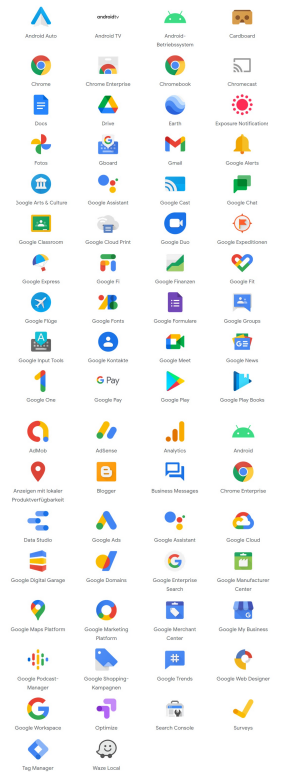 androidtv
Android Auto
Android TV
Android-
Betriebssystem
Cardboard
Chrome
Chrome Enterprise
Chromebook
Chromecast
Docs
Drive
Earth
Exposure Notifications
Fotos
Gboard
Gmail
Google Alerts
Google Arts & Culture
Google Assistant
Google Cast
Google Chat
Google Classroom
Google Cloud Print
Google Duo
Google Expeditionen
Google Express
Google Fi
Google Finanzen
Google Fit
Google Flüge
Google Fonts
Google Formulare
Google Groups
Google Input Tools
Google Kontakte
Google Meet
Google News
G Pay
Google One
Google Pay
Google Play
Google Play Books
AdMob
AdSense
Analytics
Android
Anzeigen mit lokaler
Produktverfügbarkeit
Blogger
Business Messages
Chrome Enterprise
Data Studio
Google Ads
Google Assistant
Google Cloud
Google Digital Garage
Google Domains
Google Enterprise
Search
Google Manufacturer
Center
Google Maps Platform
Google Marketing
Platform
Google Merchant
Center
Google My Business
Google Podcast-
Manager
Google Shopping-
Kampagnen
Google Trends
Google Web Designer
Google Workspace
Optimize
Search Console
Surveys
Tag Manager
Waze Local